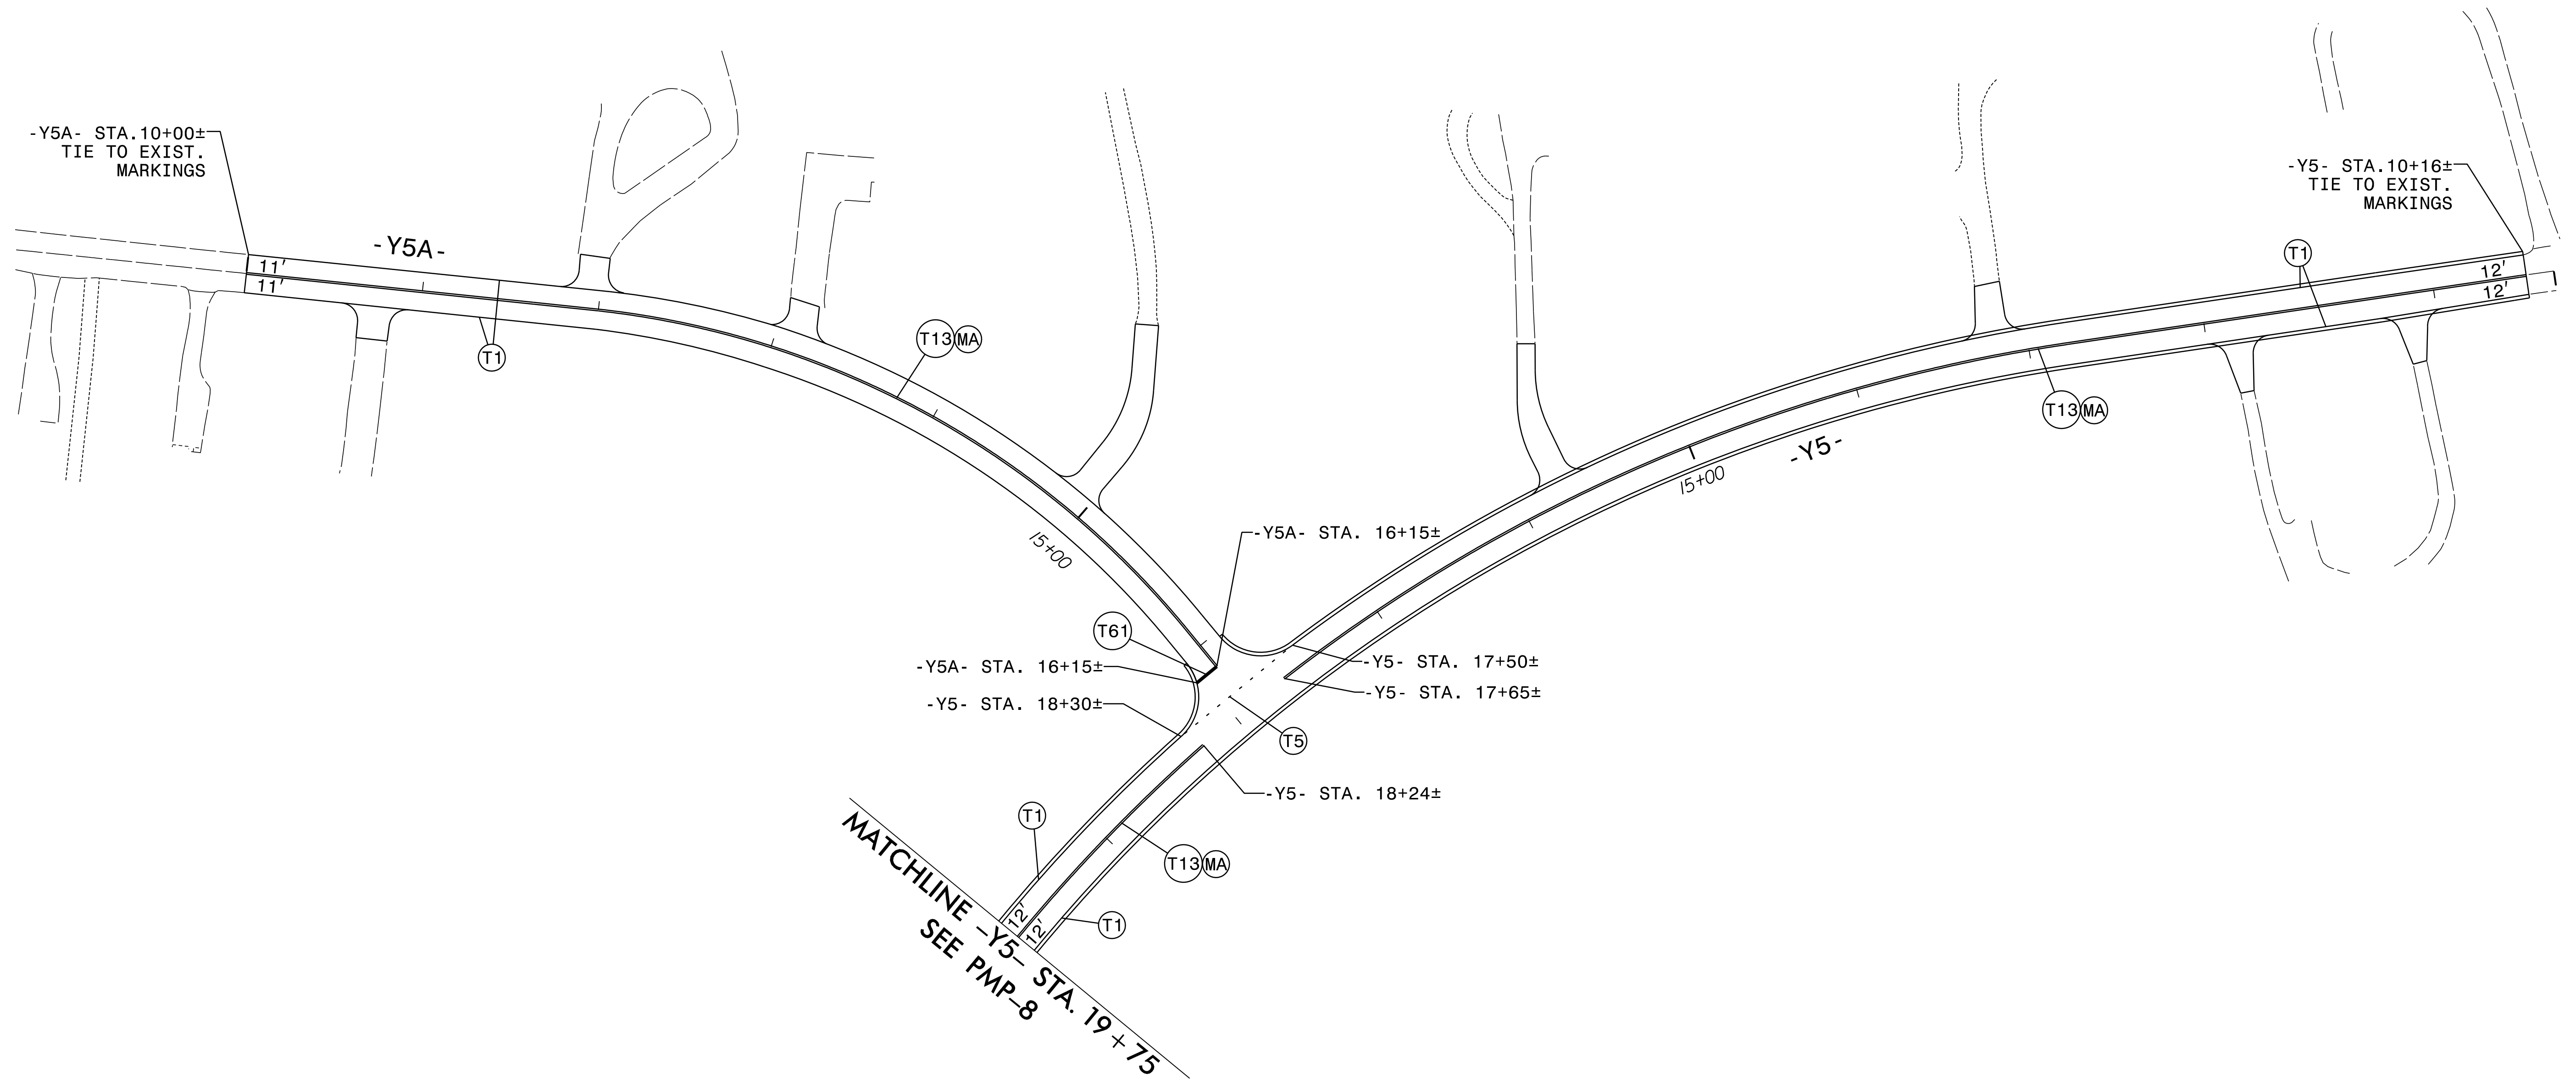 -Y5A- STA.10+00±
TIE TO EXIST.
MARKINGS
-Y5A-
11'
11'
T1
T13 MA
15+00
-Y5- STA.10+16±
TIE TO EXIST.
MARKINGS
T1
12'
12'
T13 MA
-Y5-
15+00
-Y5A- STA. 16+15±
T61
-Y5A- STA. 16+15±
-Y5- STA. 18+30±
-Y5- STA. 17+50±
-Y5- STA. 17+65±
T5
-Y5- STA. 18+24±
T1
T13 MA
T1
12'
12'
MATCHLINE -Y5- STA. 19+75
SEE PMP-8